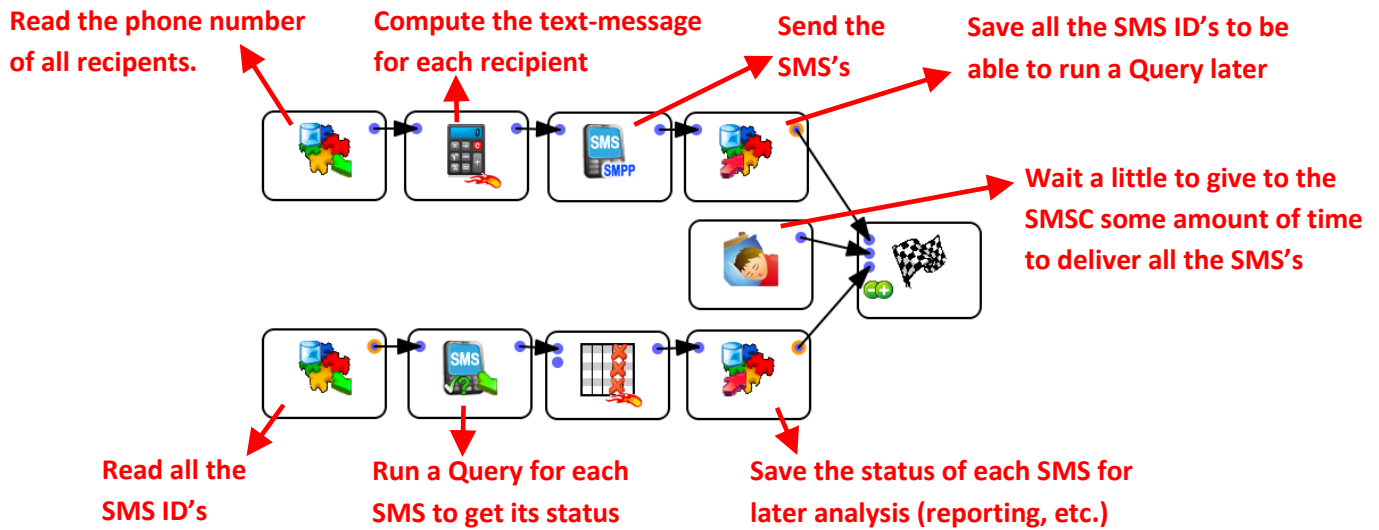 Read the phone number
of all recipents.
Compute the text-message
for each recipient
Send the
SMS's
Save all the SMS ID's to be
able to run a Query later
0
SMS
SMPP
Wait a little to give to the
SMSC some amount of time
to deliver all the SMS's
SMS
?
Read all the
SMS ID's
Run a Query for each
SMS to get its status
Save the status of each SMS for
later analysis (reporting, etc.)